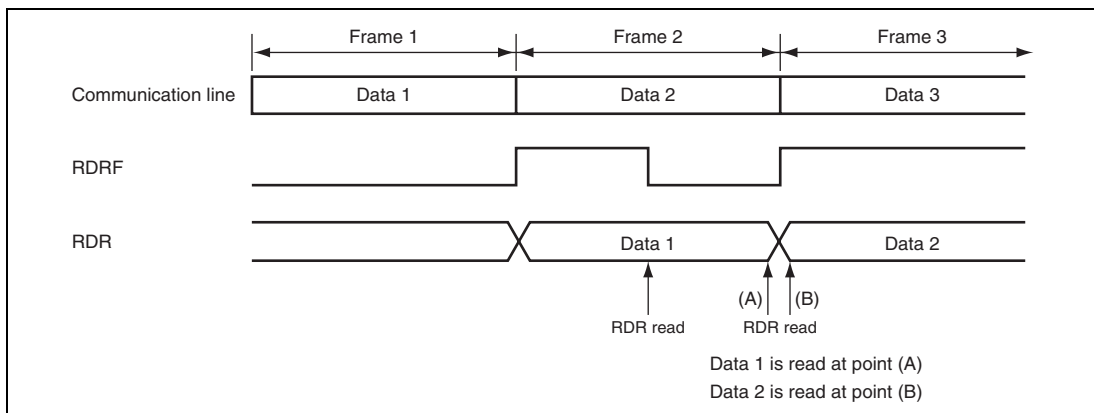 Frame 1 Frame 2 Frame 3
Communication line Data 1 Data 2 Data 3
RDRF
RDR Data 1 Data 2
(A) (B)
RDR read RDR read
Data 1 is read at point (A)
Data 2 is read at point (B)